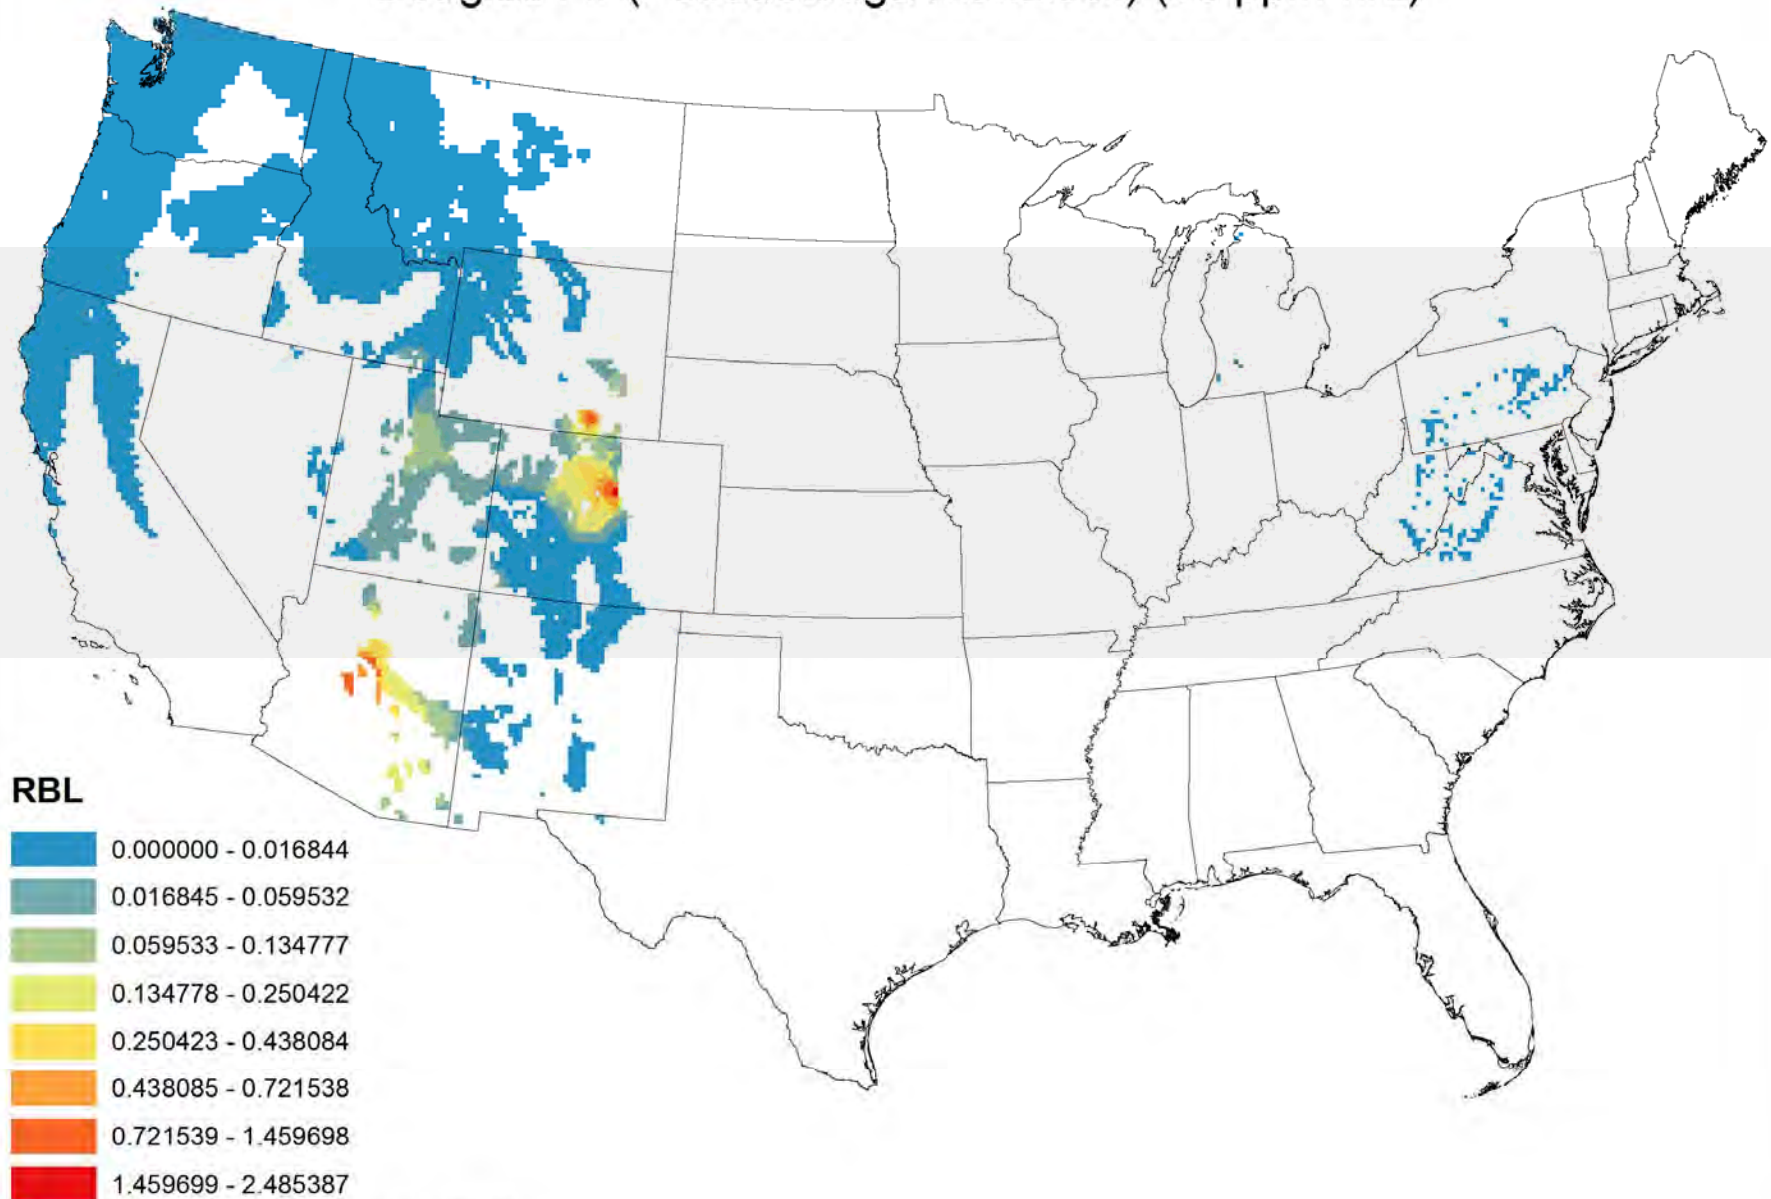 RBL
0.000000 - 0.016844
0.016845 - 0.059532
0.059533 - 0.134777
0.134778 - 0.250422
0.250423 - 0.438084
0.438085 - 0.721538
0.721539 - 1.459698
1.459699 - 2.485387